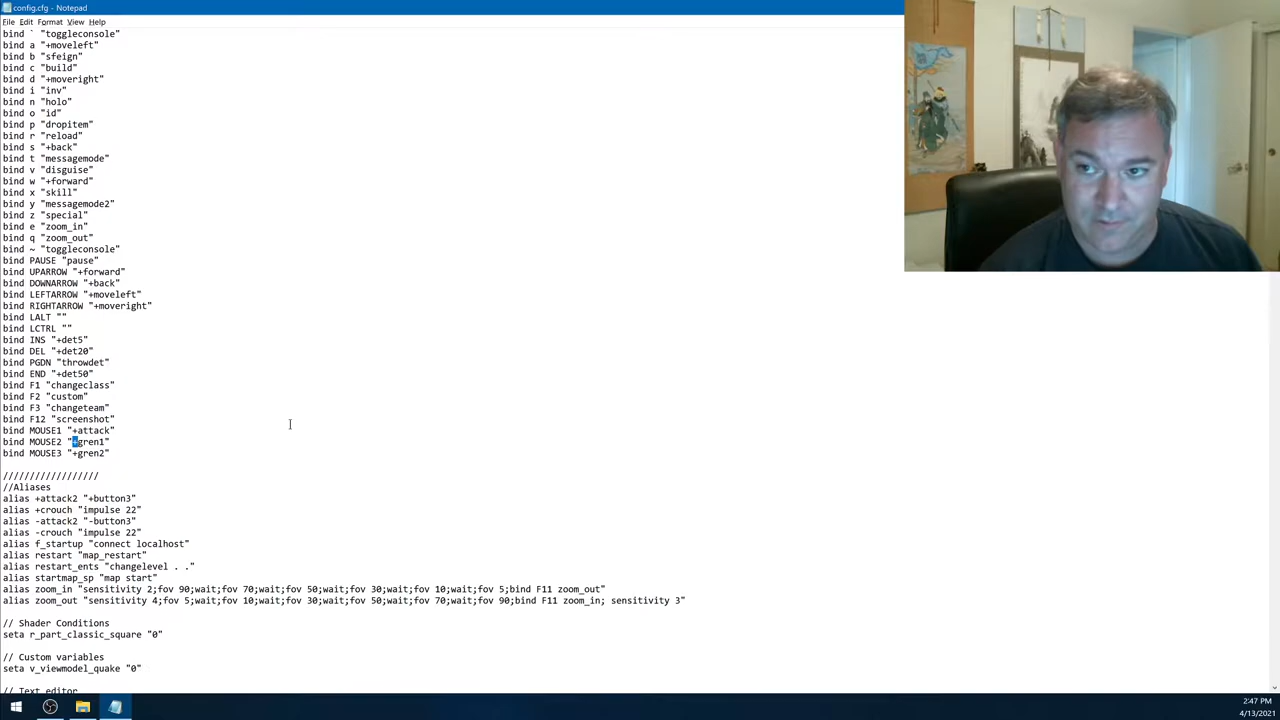 config.cfg - Notepad
File Edit Format View Help
bind ` "toggleconsole"
bind a "+moveleft"
bind b "sfeign"
bind c "build"
bind d "+moveright"
bind i "inv"
bind n "holo"
bind o "id"
bind p "dropitem"
bind r "reload"
bind s "+back"
bind t "messagemode"
bind v "disguise"
bind w "+forward"
bind x "skill"
bind y "messagemode2"
bind z "special"
bind e "zoom_in"
bind q "zoom_out"
bind ~ "toggleconsole"
bind PAUSE "pause"
bind UPARROW "+forward"
bind DOWNARROW "+back"
bind LEFTARROW "+moveleft"
bind RIGHTARROW "+moveright"
bind LALT ""
bind LCTRL ""
bind INS "+det5"
bind DEL "+det20"
bind PGDN "throwdet"
bind END "+det50"
bind F1 "changeclass"
bind F2 "custom"
bind F3 "changeteam"
bind F12 "screenshot"
bind MOUSE1 "+attack"
bind MOUSE2 "+gren1"
bind MOUSE3 "+gren2"
//////////////////
//Aliases
alias +attack2 "+button3"
alias +crouch "impulse 22"
alias -attack2 "-button3"
alias -crouch "impulse 22"
alias f_startup "connect localhost"
alias restart "map_restart"
alias restart_ents "changelevel . ."
alias startmap_sp "map start"
alias zoom_in "sensitivity 2;fov 90;wait;fov 70;wait;fov 50;wait;fov 30;wait;fov 10;wait;fov 5;bind F11 zoom_out"
alias zoom_out "sensitivity 4;fov 5;wait;fov 10;wait;fov 30;wait;fov 50;wait;fov 70;wait;fov 90;bind F11 zoom_in; sensitivity 3"
// Shader Conditions
seta r_part_classic_square "0"
// Custom variables
seta v_viewmodel_quake "0"
// Text editor
2:47 PM
4/13/2021